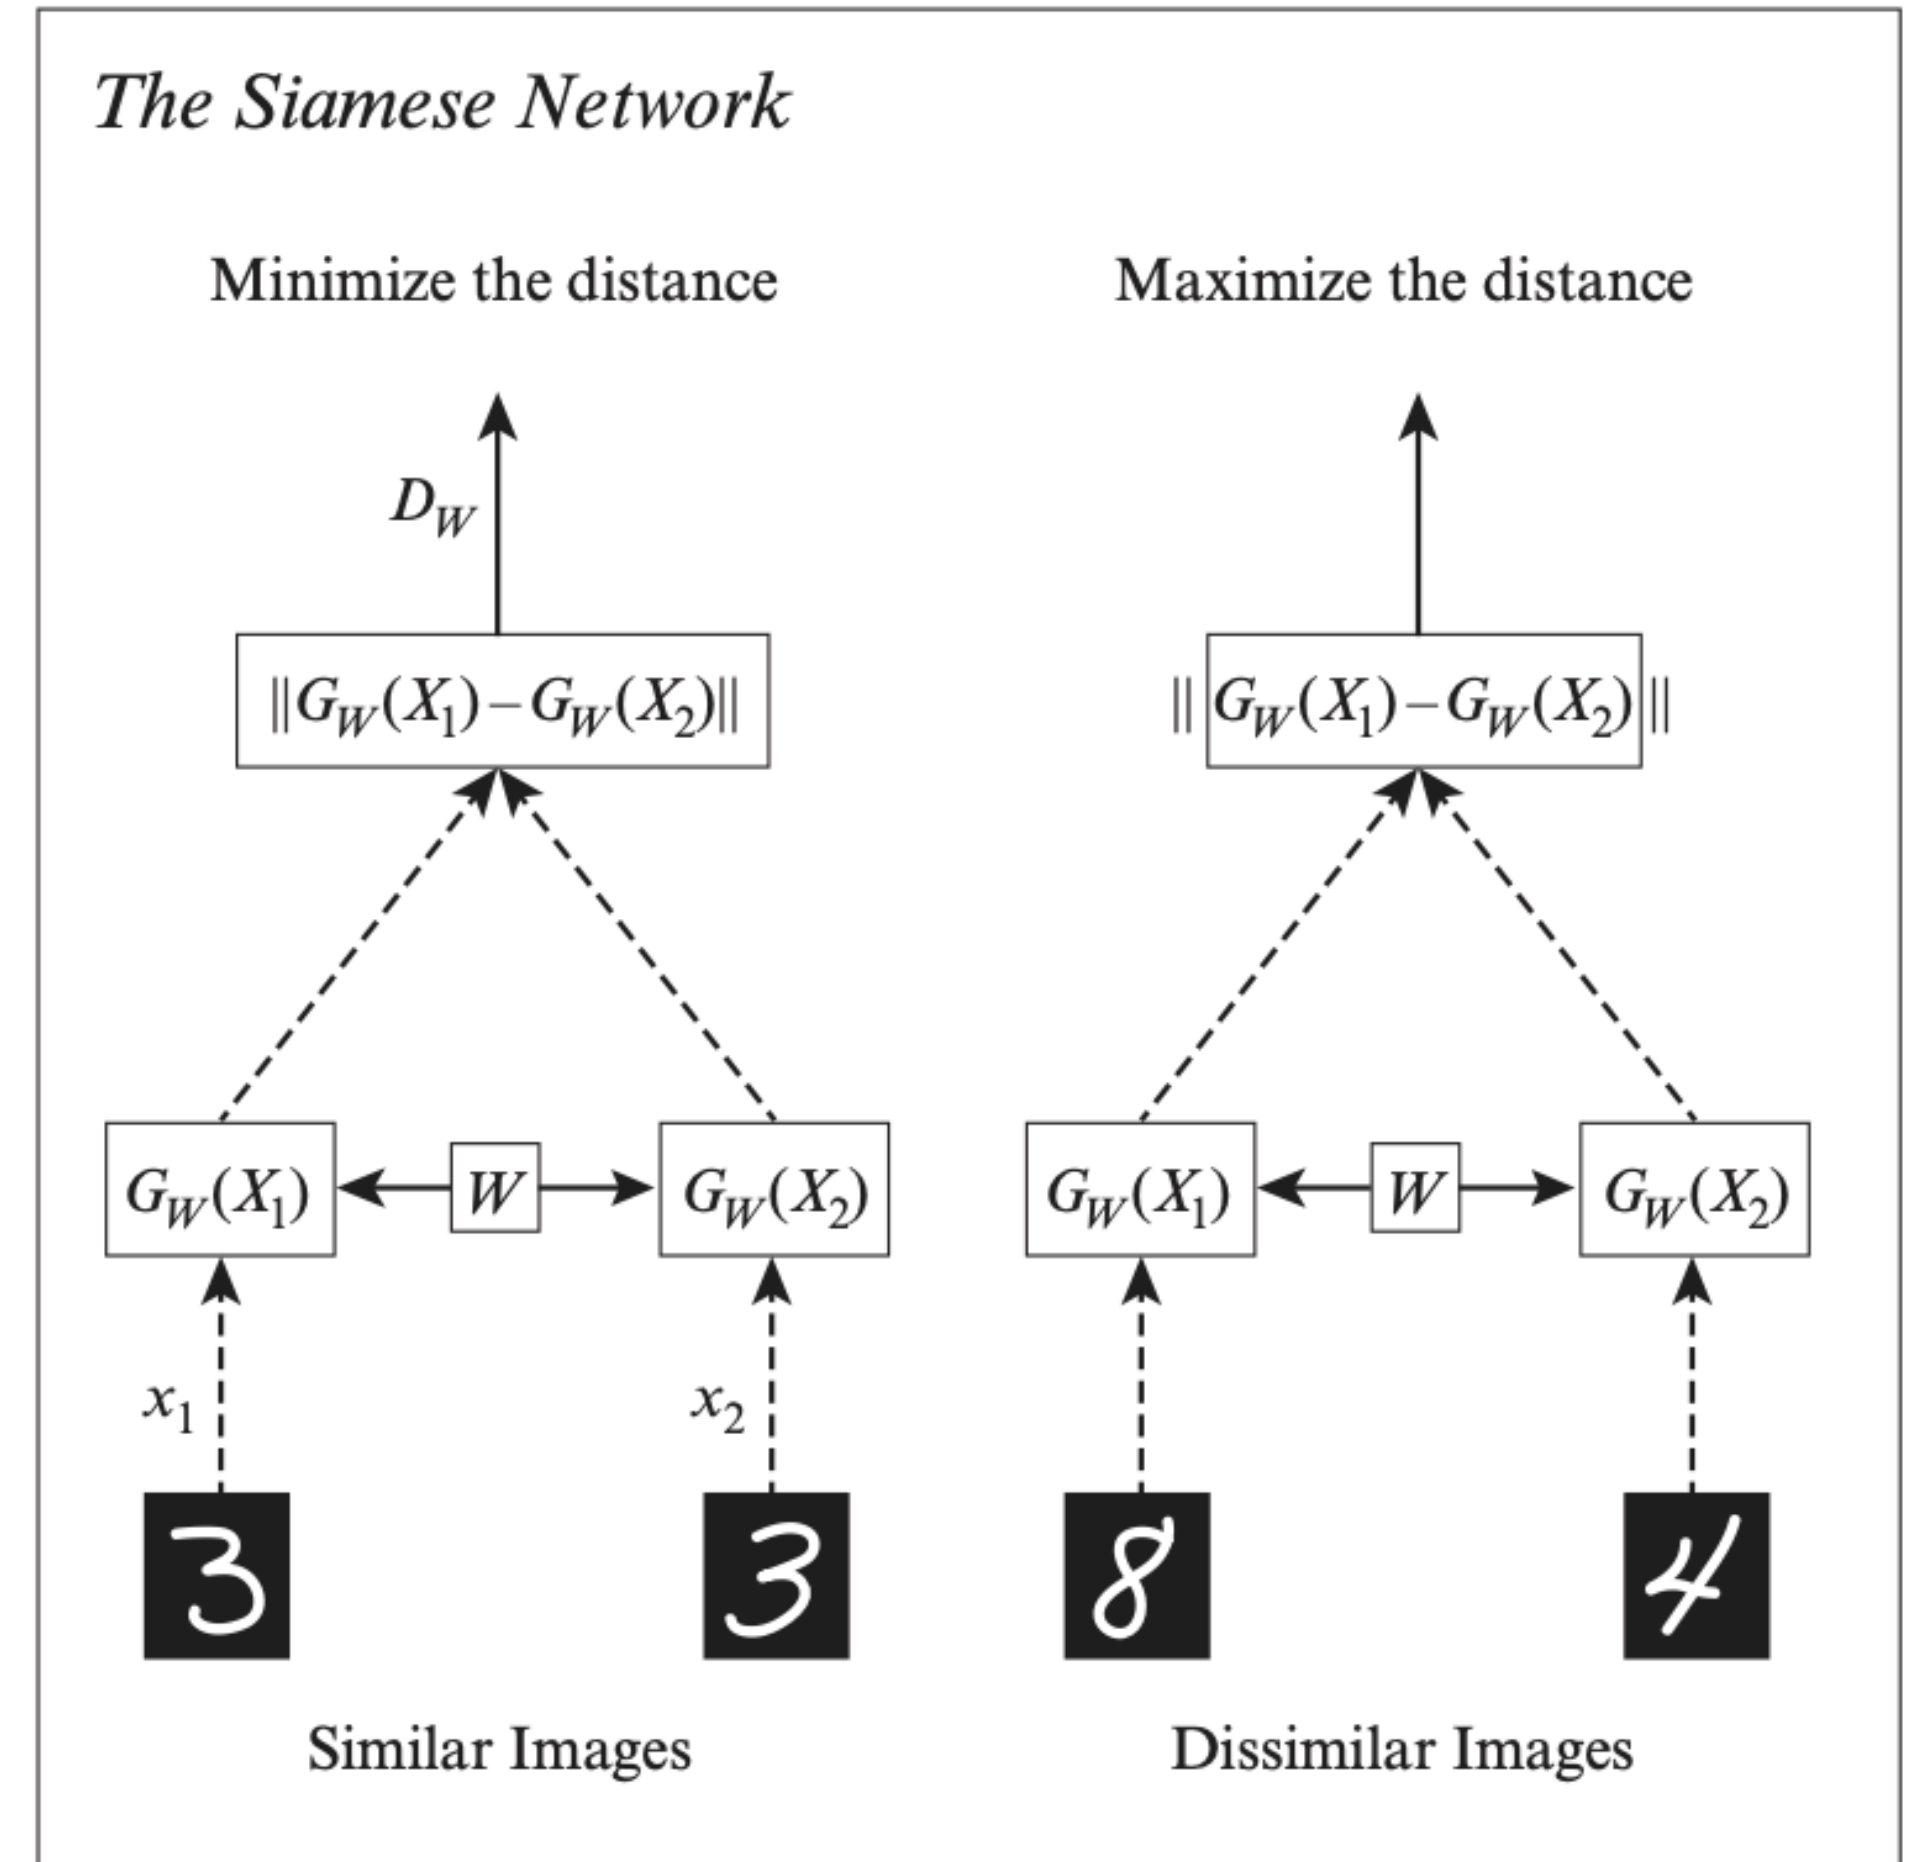 The Siamese Network
Minimize the distance
Maximize the distance
D_W
||G_W(X_1) – G_W(X_2)||
|| G_W(X_1) – G_W(X_2) ||
G_W(X_1)
W
G_W(X_2)
G_W(X_1)
W
G_W(X_2)
x_1
x_2
3
3
8
4
Similar Images
Dissimilar Images